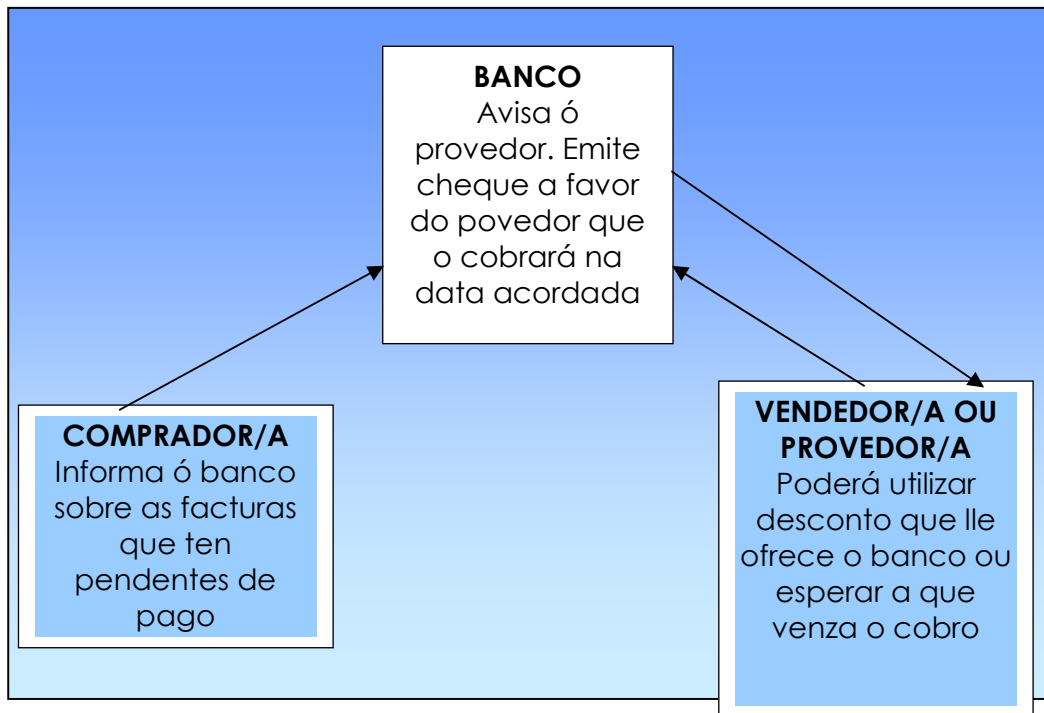 BANCO
Avisa ó
provedor. Emite
cheque a favor
do povedor que
o cobrará na
data acordada
COMPRADOR/A
Informa ó banco
sobre as facturas
que ten
pendentes de
pago
VENDEDOR/A OU
PROVEDOR/A
Poderá utilizar
desconto que lle
ofrece o banco ou
esperar a que
venza o cobro